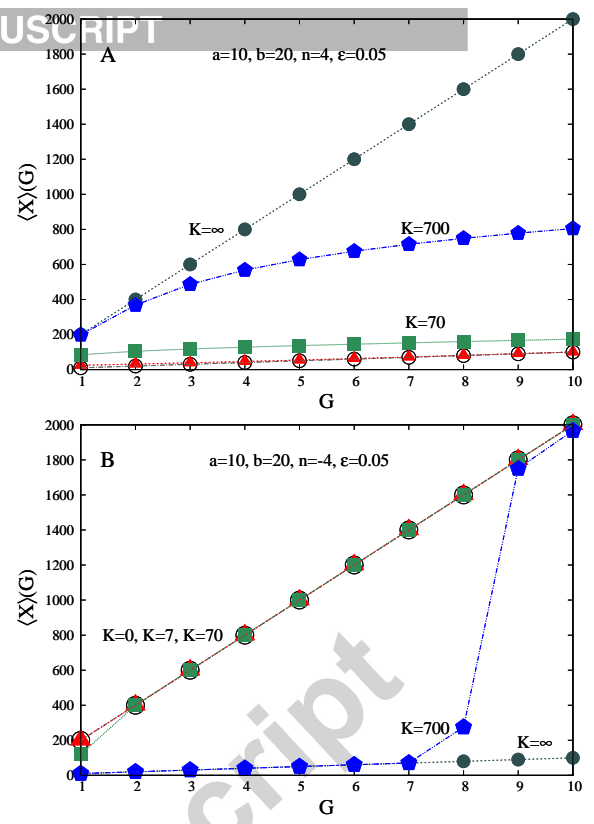 USCRIPT
2000
A
a=10, b=20, n=4, ε=0.05
1800
1600
1400
1200
1000
800
600
400
200
0
⟨X⟩(G)
K=∞
K=700
K=70
1 2 3 4 5 6 7 8 9 10
G
2000
B
a=10, b=20, n=-4, ε=0.05
1800
1600
1400
1200
1000
800
600
400
200
0
⟨X⟩(G)
K=0, K=7, K=70
K=700
K=∞
1 2 3 4 5 6 7 8 9 10
G
cript